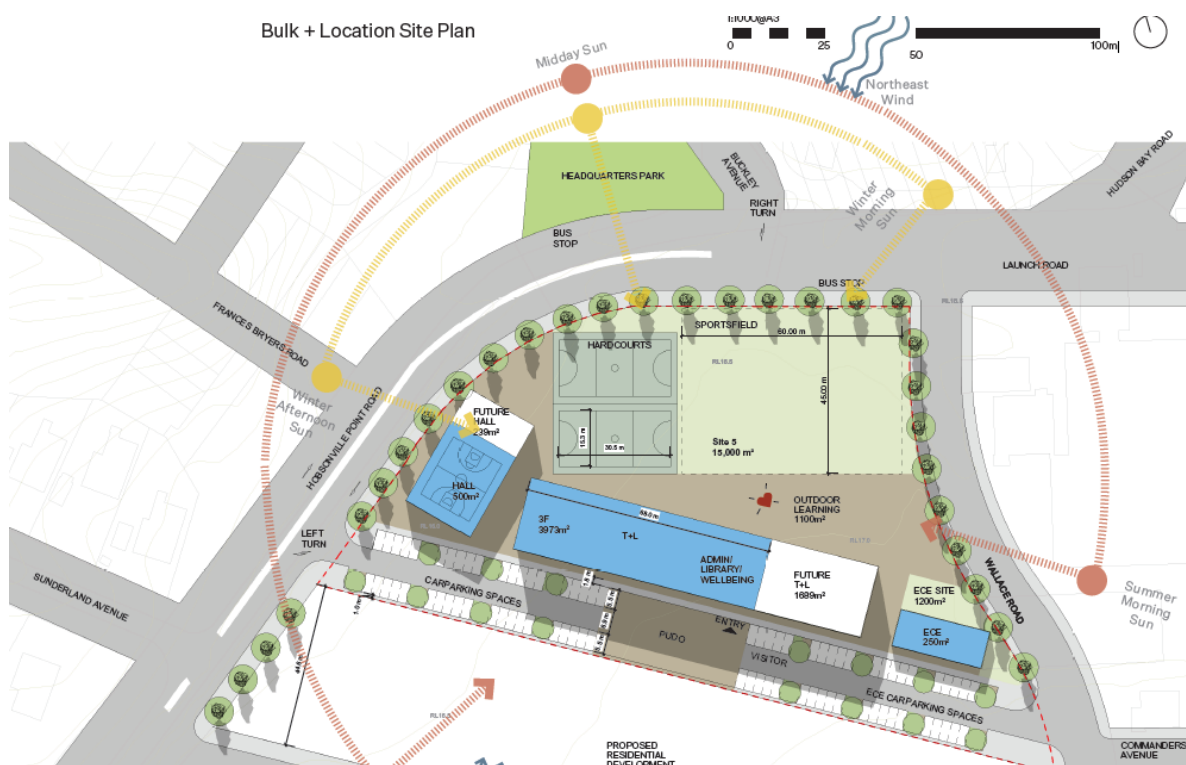 Bulk + Location Site Plan
1:1000@A3
0
25
50
100m
Midday Sun
Northeast
Wind
HEADQUARTERS PARK
BUCKLEY
AVENUE
RIGHT
TURN
HUDSON BAY ROAD
Winter
Morning
Sun
BUS
STOP
LAUNCH ROAD
BUS STOP
FRANCES BRYERS ROAD
SPORTSFIELD
60.00 m
HARDCOURTS
45.00 m
Winter
Afternoon
Sun
HOBSONVILLE POINT ROAD
FUTURE
HALL
239m²
15.3 m
30.5 m
Site 5
15,000 m²
HALL
500m²
OUTDOOR
LEARNING
1100m²
3F
3973m²
T+L
68.0 m
LEFT
TURN
ADMIN/
LIBRARY/
WELLBEING
FUTURE
T+L
1689m²
WALLACE ROAD
SUNDERLAND AVENUE
CARPARKING SPACES
ECE SITE
1200m²
Summer
Morning
Sun
ECE
250m²
ENTRY
PUDO
VISITOR
ECE CARPARKING SPACES
PROPOSED
RESIDENTIAL
DEVELOPMENT
COMMANDERS
AVENUE